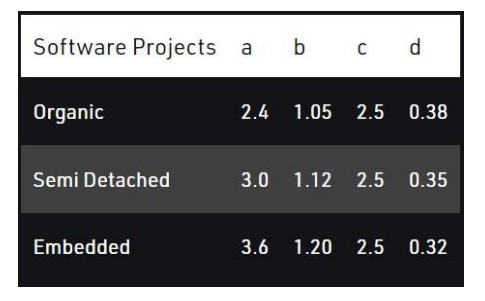 Software Projects a b c d
Organic 2.4 1.05 2.5 0.38
Semi Detached 3.0 1.12 2.5 0.35
Embedded 3.6 1.20 2.5 0.32